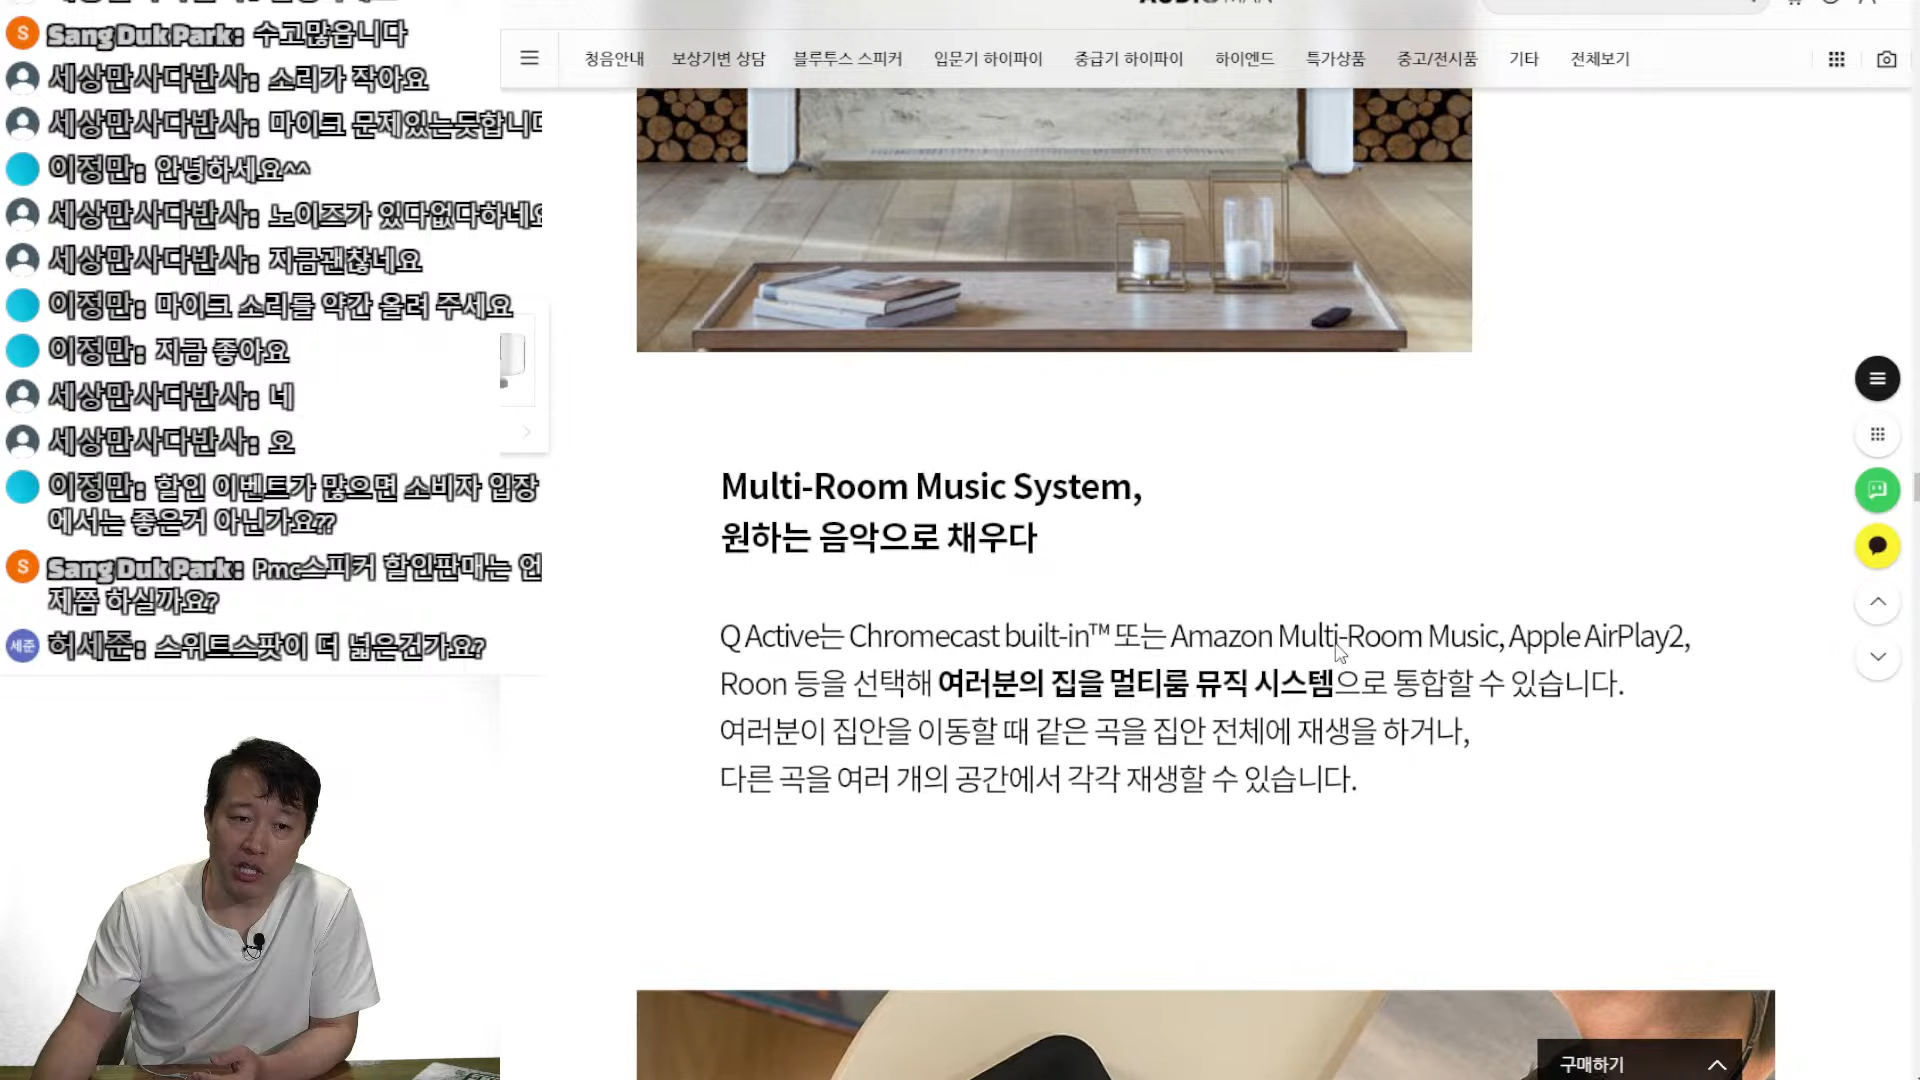 Sang Duk Park: 수고많읍니다
세상만사다반사: 소리가 작아요
세상만사다반사: 마이크 문제있는듯합니다
이정만: 안녕하세요^^
세상만사다반사: 노이즈가 있다없다하네요
세상만사다반사: 지금괜찮네요
이정만: 마이크 소리를 약간 올려 주세요
이정만: 지금 좋아요
세상만사다반사: 네
세상만사다반사: 오
이정만: 할인 이벤트가 많으면 소비자 입장
에서는 좋은거 아닌가요??
Sang Duk Park: Pmc스피커 할인판매는 언
제쯤 하실까요?
세준
허세준: 스위트스팟이 더 넓은건가요?
청음안내 보상기변 상담 블루투스 스피커 입문기 하이파이 중급기 하이파이 하이엔드 특가상품 중고/전시품 기타 전체보기
Multi-Room Music System,
원하는 음악으로 채우다
Q Active는 Chromecast built-in™ 또는 Amazon Multi-Room Music, Apple AirPlay2,
Roon 등을 선택해 여러분의 집을 멀티룸 뮤직 시스템으로 통합할 수 있습니다.
여러분이 집안을 이동할 때 같은 곡을 집안 전체에 재생을 하거나,
다른 곡을 여러 개의 공간에서 각각 재생할 수 있습니다.
구매하기